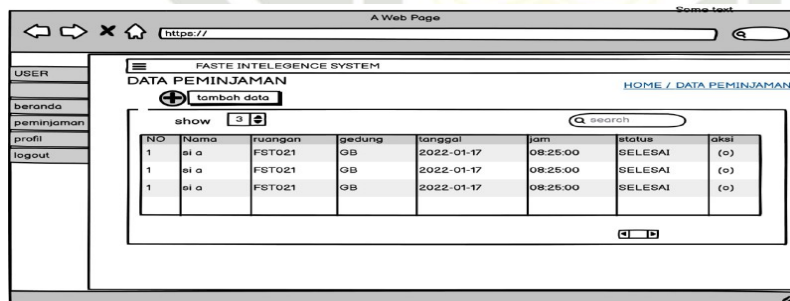 Some text
A Web Page
https://
USER
beranda
peminjaman
profil
logout
FASTE INTELEGENCE SYSTEM
DATA PEMINJAMAN
HOME / DATA PEMINJAMAN
tambah data
show 3 search
NO Nama ruangan gedung tanggal jam status aksi
1 si a FST021 GB 2022-01-17 08:25:00 SELESAI (o)
1 si a FST021 GB 2022-01-17 08:25:00 SELESAI (o)
1 si a FST021 GB 2022-01-17 08:25:00 SELESAI (o)